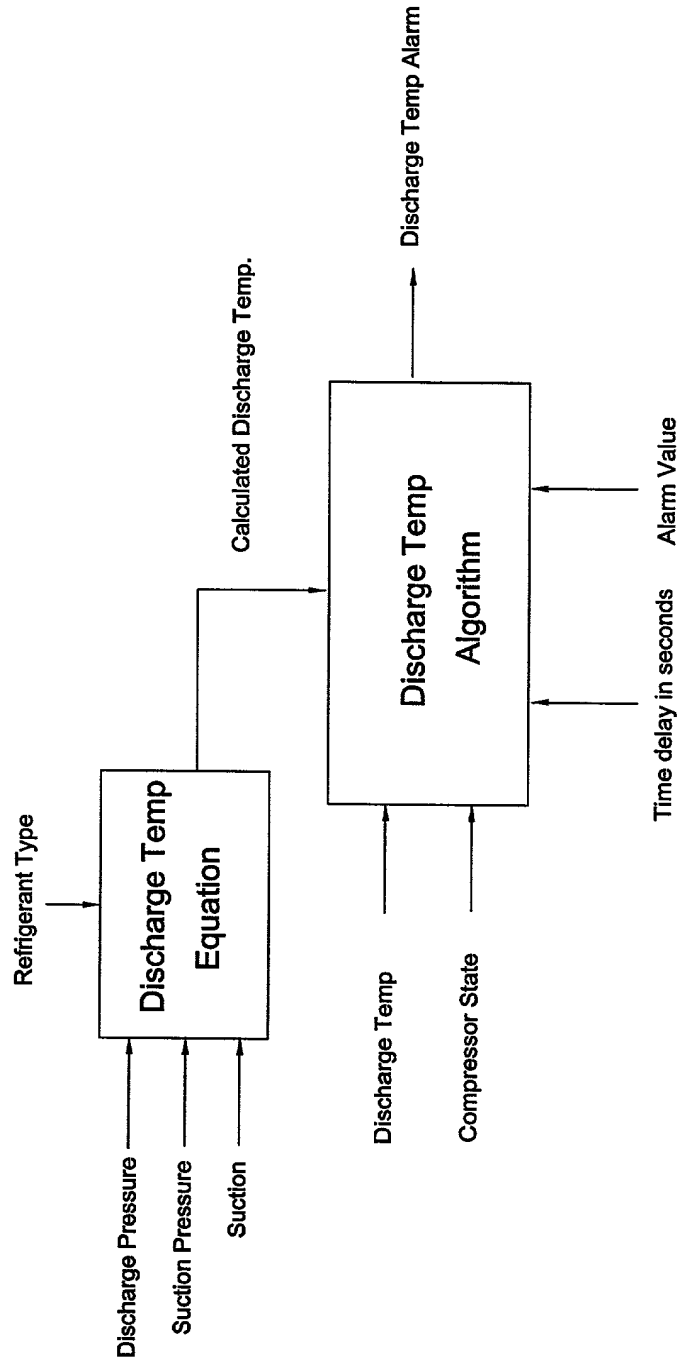 Refrigerant Type
Discharge Pressure
Suction Pressure
Suction
Discharge Temp
Equation
Calculated Discharge Temp.
Discharge Temp
Compressor State
Discharge Temp
Algorithm
Discharge Temp Alarm
Time delay in seconds
Alarm Value